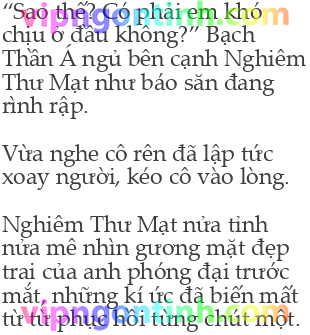 “Sao thế? Có phải em khó
chịu ở đâu không?” Bạch
Thần Á ngủ bên cạnh Nghiêm
Thư Mạt như báo săn đang
rình rập.
Vừa nghe cô rên đã lập tức
xoay người, kéo cô vào lòng.
Nghiêm Thư Mạt nửa tỉnh
nửa mê nhìn gương mặt đẹp
trai của anh phóng đại trước
mắt, những kí ức đã biến mất
từ từ phục hồi từng chút một.
vipngontinh.com
vipngontinh.com